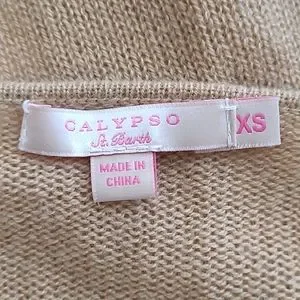 CALYPSO
St. Barth
XS
MADE IN
CHINA